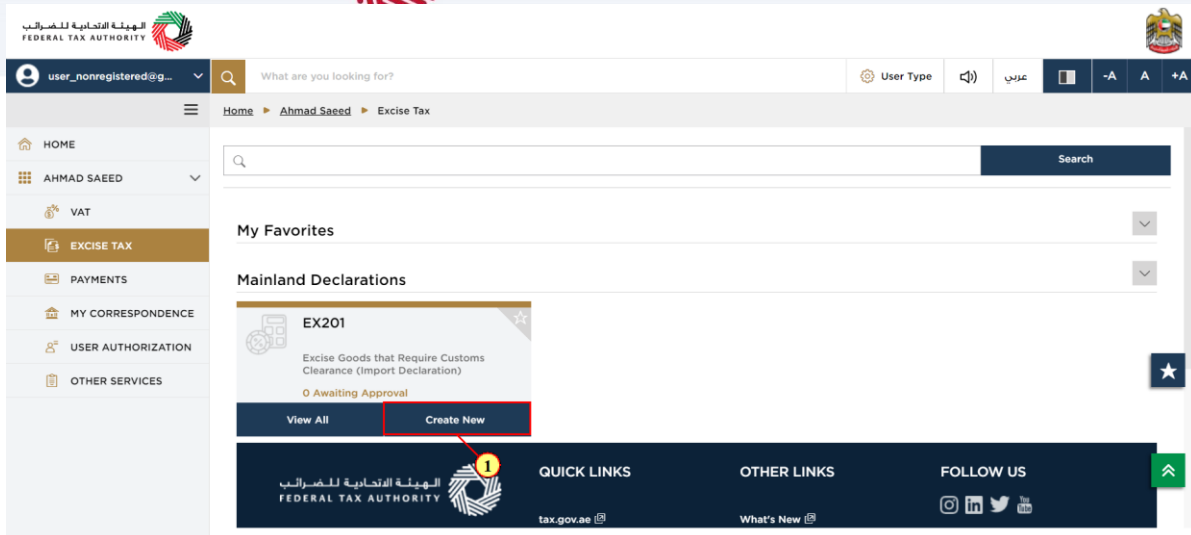 الهيئة الاتحادية للضرائب
FEDERAL TAX AUTHORITY
user_nonregistered@g...
What are you looking for?
User Type
عربي
-A
A
+A
Home
Ahmad Saeed
Excise Tax
HOME
Search
AHMAD SAEED
VAT
My Favorites
EXCISE TAX
PAYMENTS
Mainland Declarations
MY CORRESPONDENCE
EX201
USER AUTHORIZATION
Excise Goods that Require Customs
Clearance (Import Declaration)
OTHER SERVICES
0 Awaiting Approval
View All
Create New
1
الهيئة الاتحادية للضرائب
FEDERAL TAX AUTHORITY
QUICK LINKS
OTHER LINKS
FOLLOW US
tax.gov.ae
What's New
You
Tube